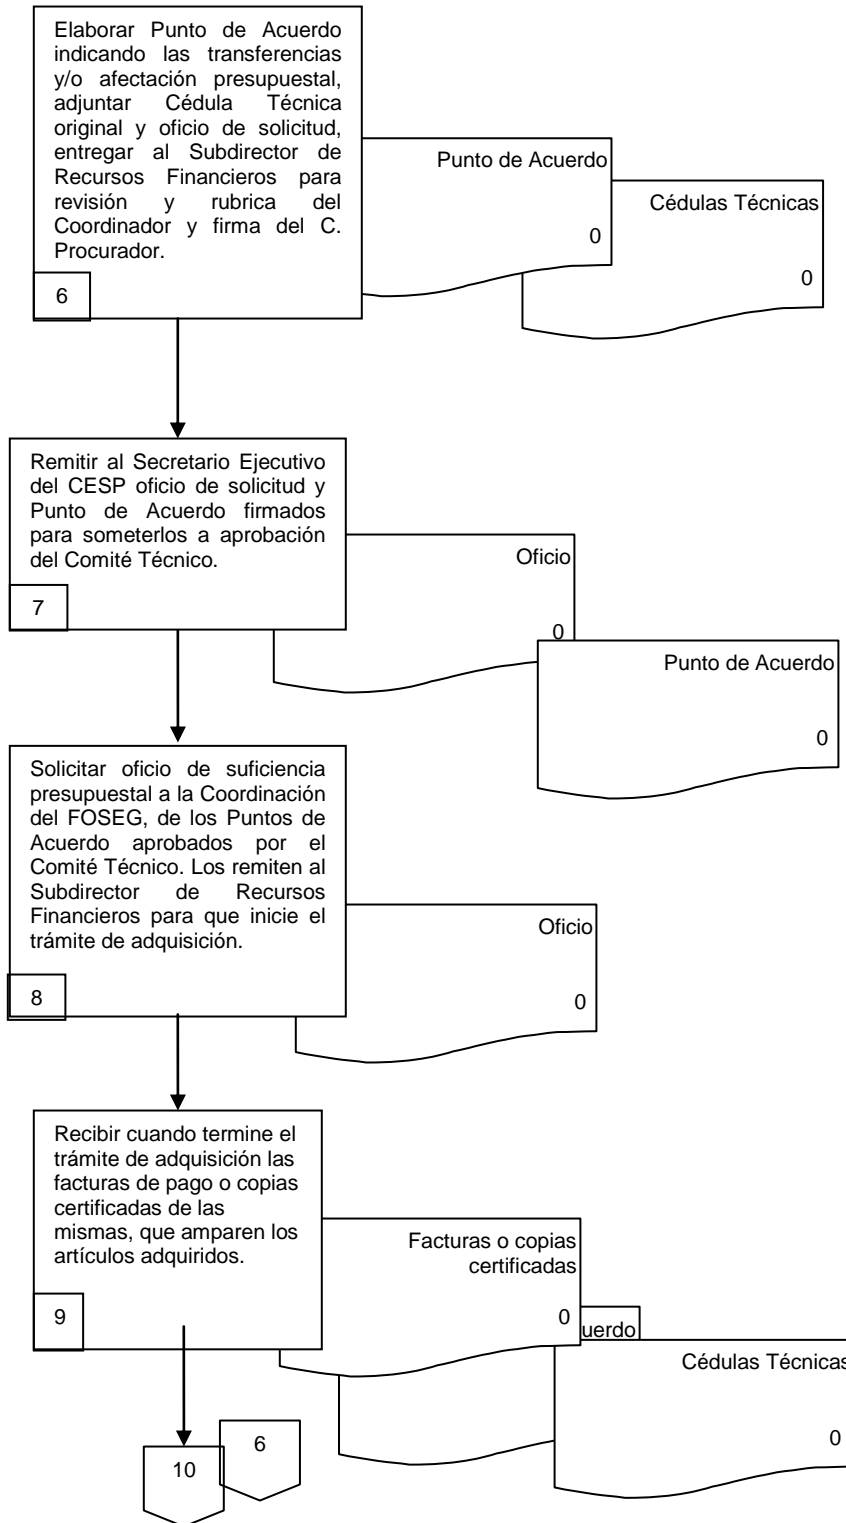 Elaborar Punto de Acuerdo
indicando las transferencias
y/o afectación presupuestal,
adjuntar Cédula Técnica
original y oficio de solicitud,
entregar al Subdirector de
Recursos Financieros para
revisión y rubrica del
Coordinador y firma del C.
Procurador.
6
Punto de Acuerdo
0
Cédulas Técnicas
0
Remitir al Secretario Ejecutivo
del CESP oficio de solicitud y
Punto de Acuerdo firmados
para someterlos a aprobación
del Comité Técnico.
7
Oficio
0
Punto de Acuerdo
0
Solicitar oficio de suficiencia
presupuestal a la Coordinación
del FOSEG, de los Puntos de
Acuerdo aprobados por el
Comité Técnico. Los remiten al
Subdirector de Recursos
Financieros para que inicie el
trámite de adquisición.
8
Oficio
0
Recibir cuando termine el
trámite de adquisición las
facturas de pago o copias
certificadas de las
mismas, que amparen los
artículos adquiridos.
9
Facturas o copias
certificadas
0
uerdo
Cédulas Técnicas
0
10
6